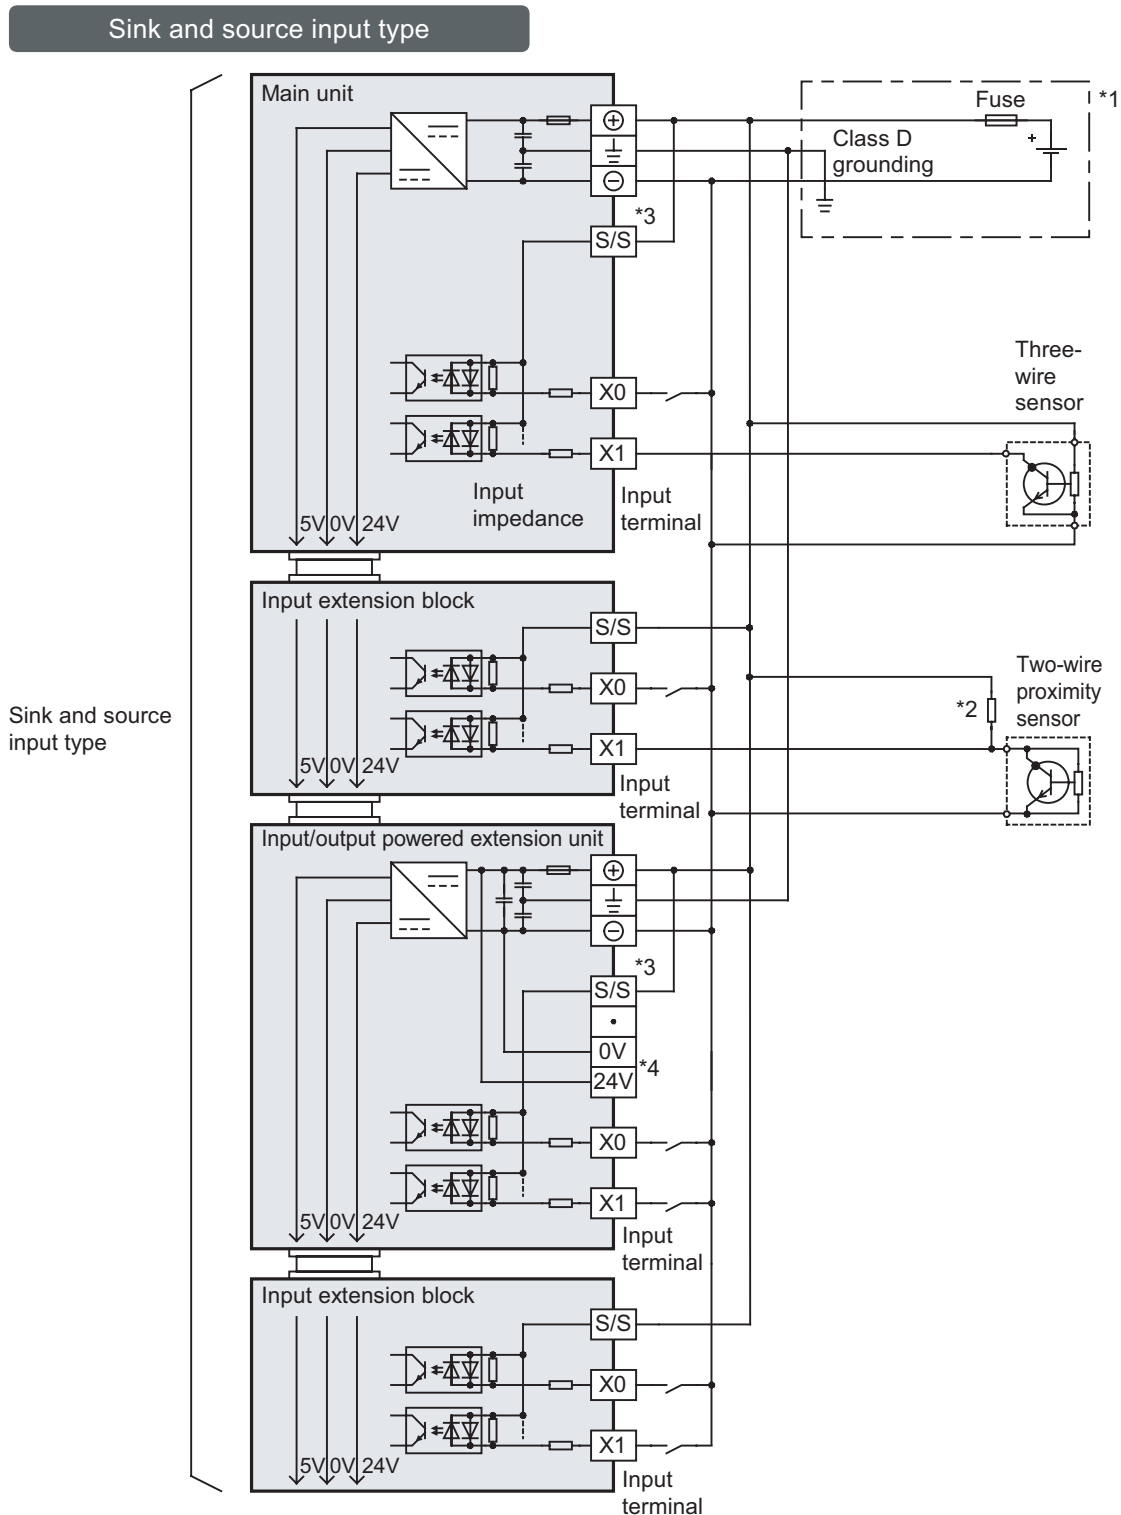 Sink and source input type
Main unit
Fuse
*1
Class D
grounding
+
*3
S/S
Three-
wire
sensor
X0
X1
Input
impedance
Input
terminal
5V 0V 24V
Input extension block
S/S
X0
Two-wire
proximity
sensor
*2
Sink and source
input type
X1
5V 0V 24V
Input
terminal
Input/output powered extension unit
*3
S/S
0V
*4
24V
X0
X1
5V 0V 24V
Input
terminal
Input extension block
S/S
X0
X1
5V 0V 24V
Input
terminal